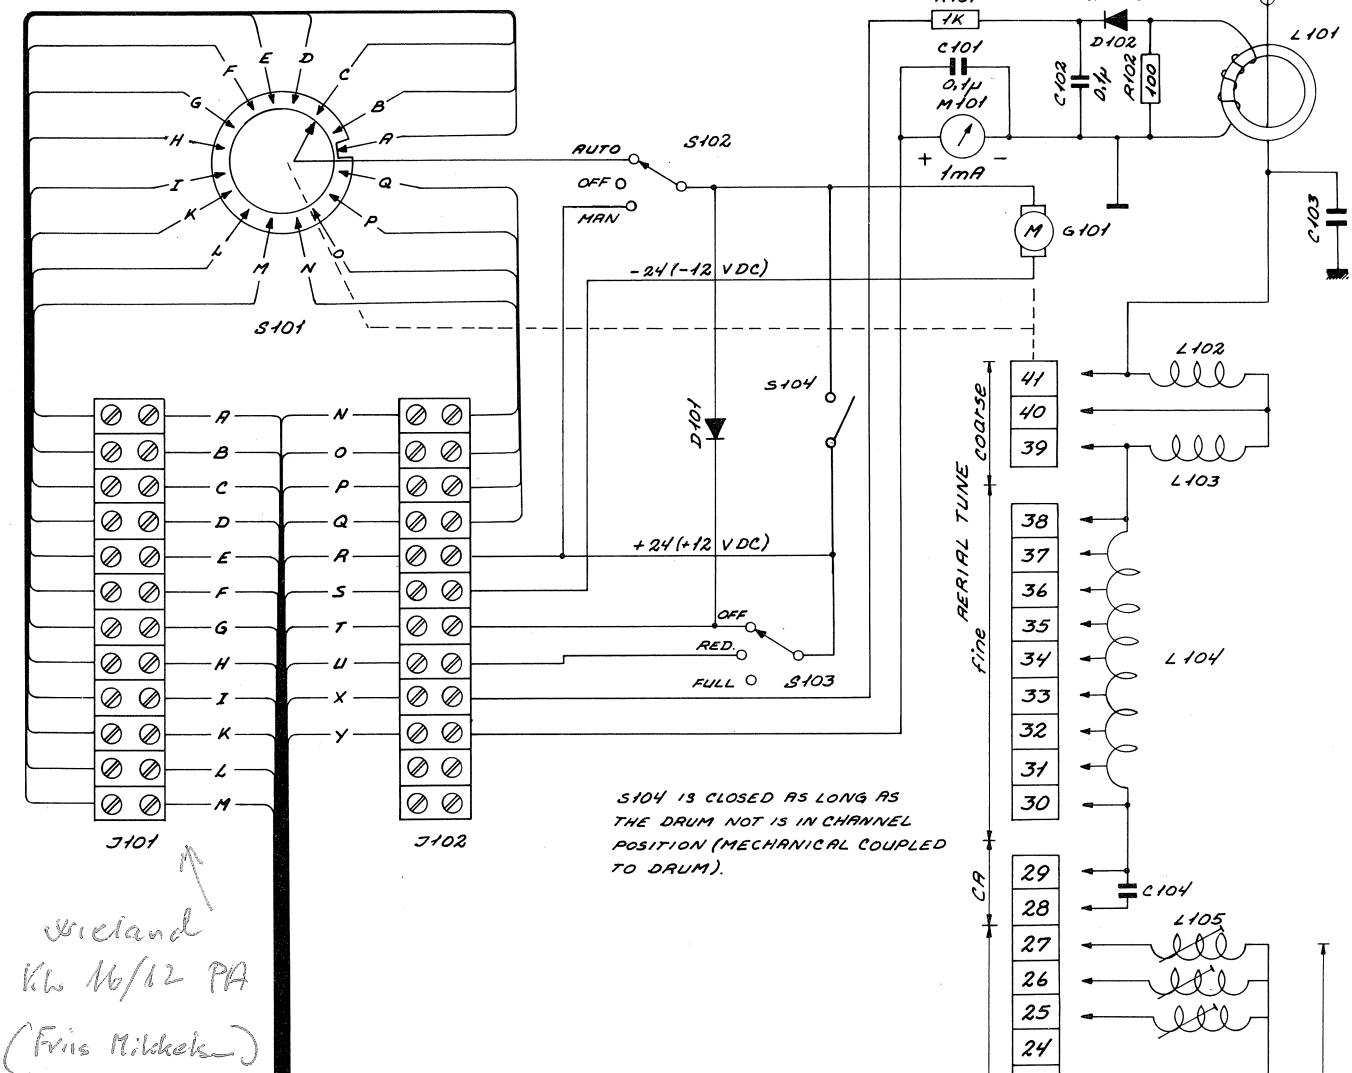 E D
F C
G B
H A
I Q
K P
L O
M N
S101
AUTO
OFF
MAN
S102
1K
C101
0,1µ
M101
+ -
1mA
C102
0,1µ
D102
R102
100
L101
C103
M G101
-24(-12 VDC)
S104
D101
+24(+12 VDC)
OFF
RED.
FULL S103
A N
B O
C P
D Q
E R
F S
G T
H U
I X
K Y
L
M
J101 J102
S104 IS CLOSED AS LONG AS
THE DRUM NOT IS IN CHANNEL
POSITION (MECHANICAL COUPLED
TO DRUM).
AERIAL TUNE
coarse
fine
CA
41
40
39
38
37
36
35
34
33
32
31
30
29
28
27
26
25
24
L102
L103
L104
C104
L105
wieland
16/12 PA
(Friis Mikkelsen)